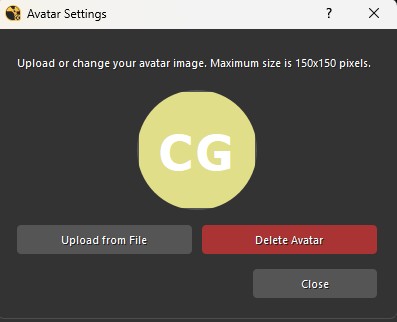 Avatar Settings
?
Upload or change your avatar image. Maximum size is 150x150 pixels.
CG
Upload from File
Delete Avatar
Close